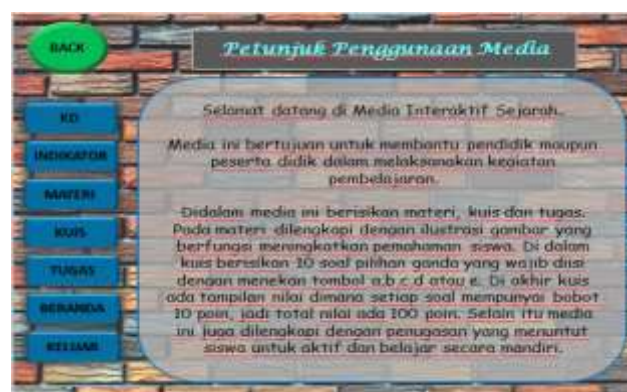 BACK
Petunjuk Penggunaan Media
KD
INDIKATOR
MATERI
KUIS
TUGAS
BERANDA
KELUAR
Selamat datang di Media Interaktif Sejarah..
Media ini bertujuan untuk membantu pendidik maupun
peserta didik dalam melaksanakan kegiatan
pembelajaran.
Didalam media ini berisikan materi, kuis dan tugas.
Pada materi dilengkapi dengan ilustrasi gambar yang
berfungsi meningkatkan pemahaman siswa. Di dalam
kuis berisikan 10 soal pilihan ganda yang wajib diisi
dengan menekan tombol a,b,c,d atau e. Di akhir kuis
ada tampilan nilai dimana setiap soal mempunyai bobot
10 poin, jadi total nilai ada 100 poin. Selain itu media
ini juga dilengkapi dengan penugasan yang menuntut
siswa untuk aktif dan belajar secara mandiri.